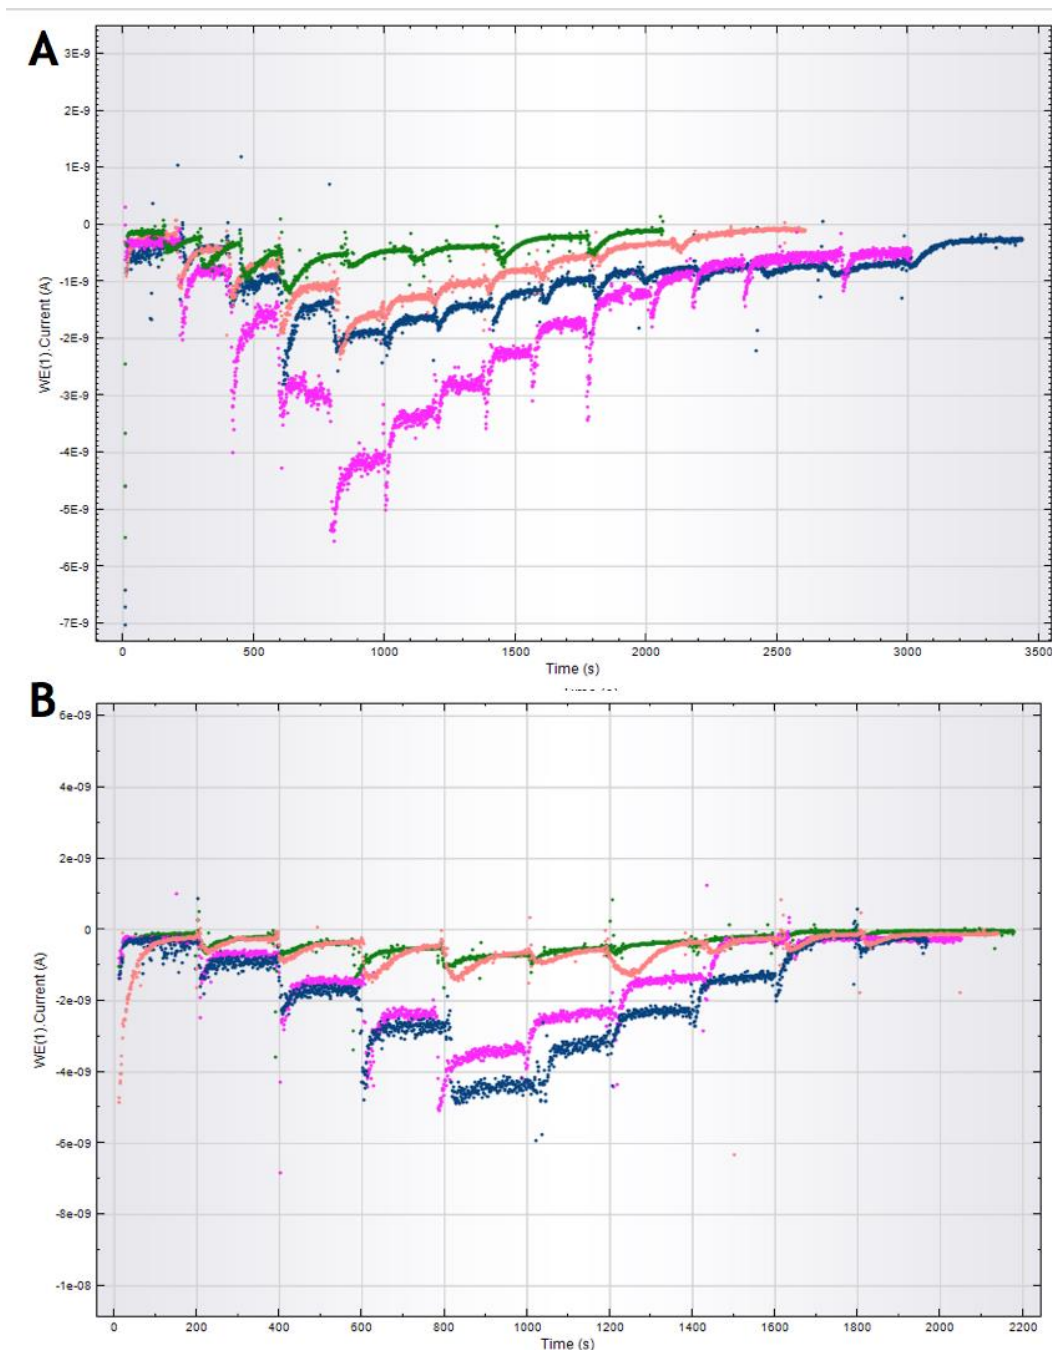 A
3E-9
2E-9
1E-9
0
-1E-9
-2E-9
-3E-9
-4E-9
-5E-9
-6E-9
-7E-9
WE(1).Current (A)
0 500 1000 1500 2000 2500 3000 3500
Time (s)
B
6e-09
4e-09
2e-09
0
-2e-09
-4e-09
-6e-09
-8e-09
-1e-08
WE(1).Current (A)
0 200 400 600 800 1000 1200 1400 1600 1800 2000 2200
Time (s)